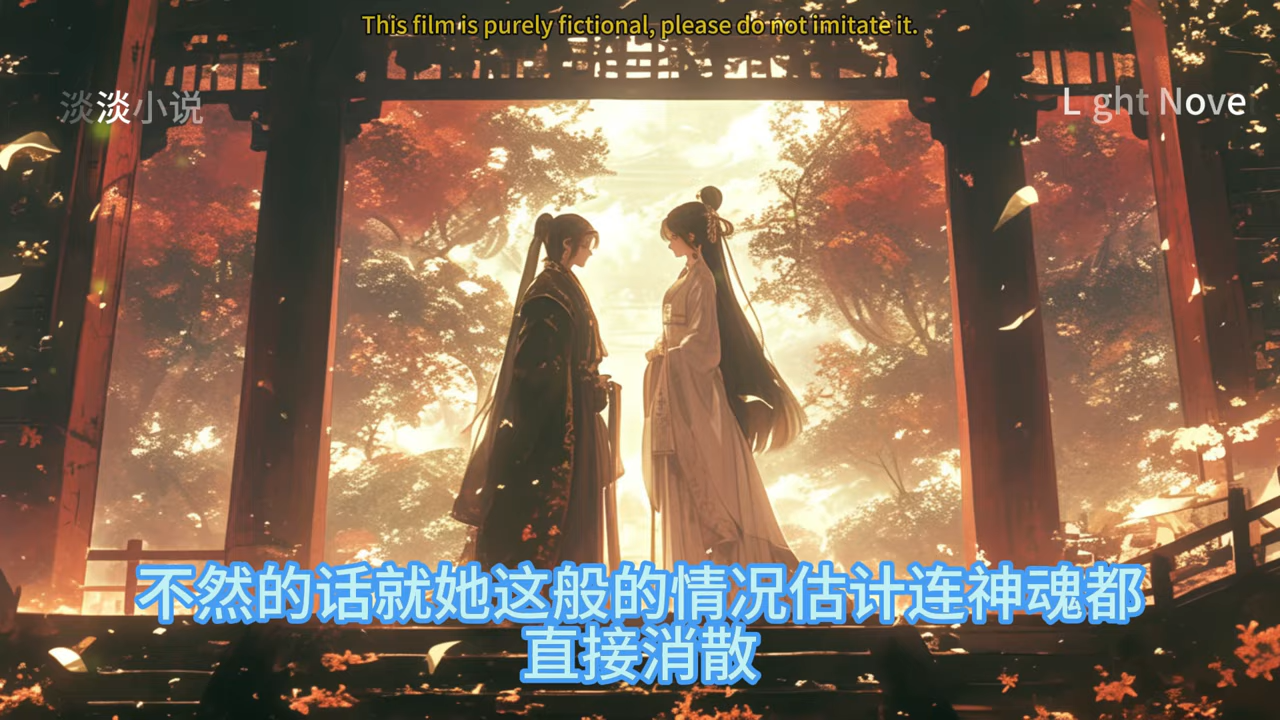 This film is purely fictional, please do not imitate it.
淡淡小说
L ght Nove
不然的话就她这般的情况估计连神魂都
直接消散